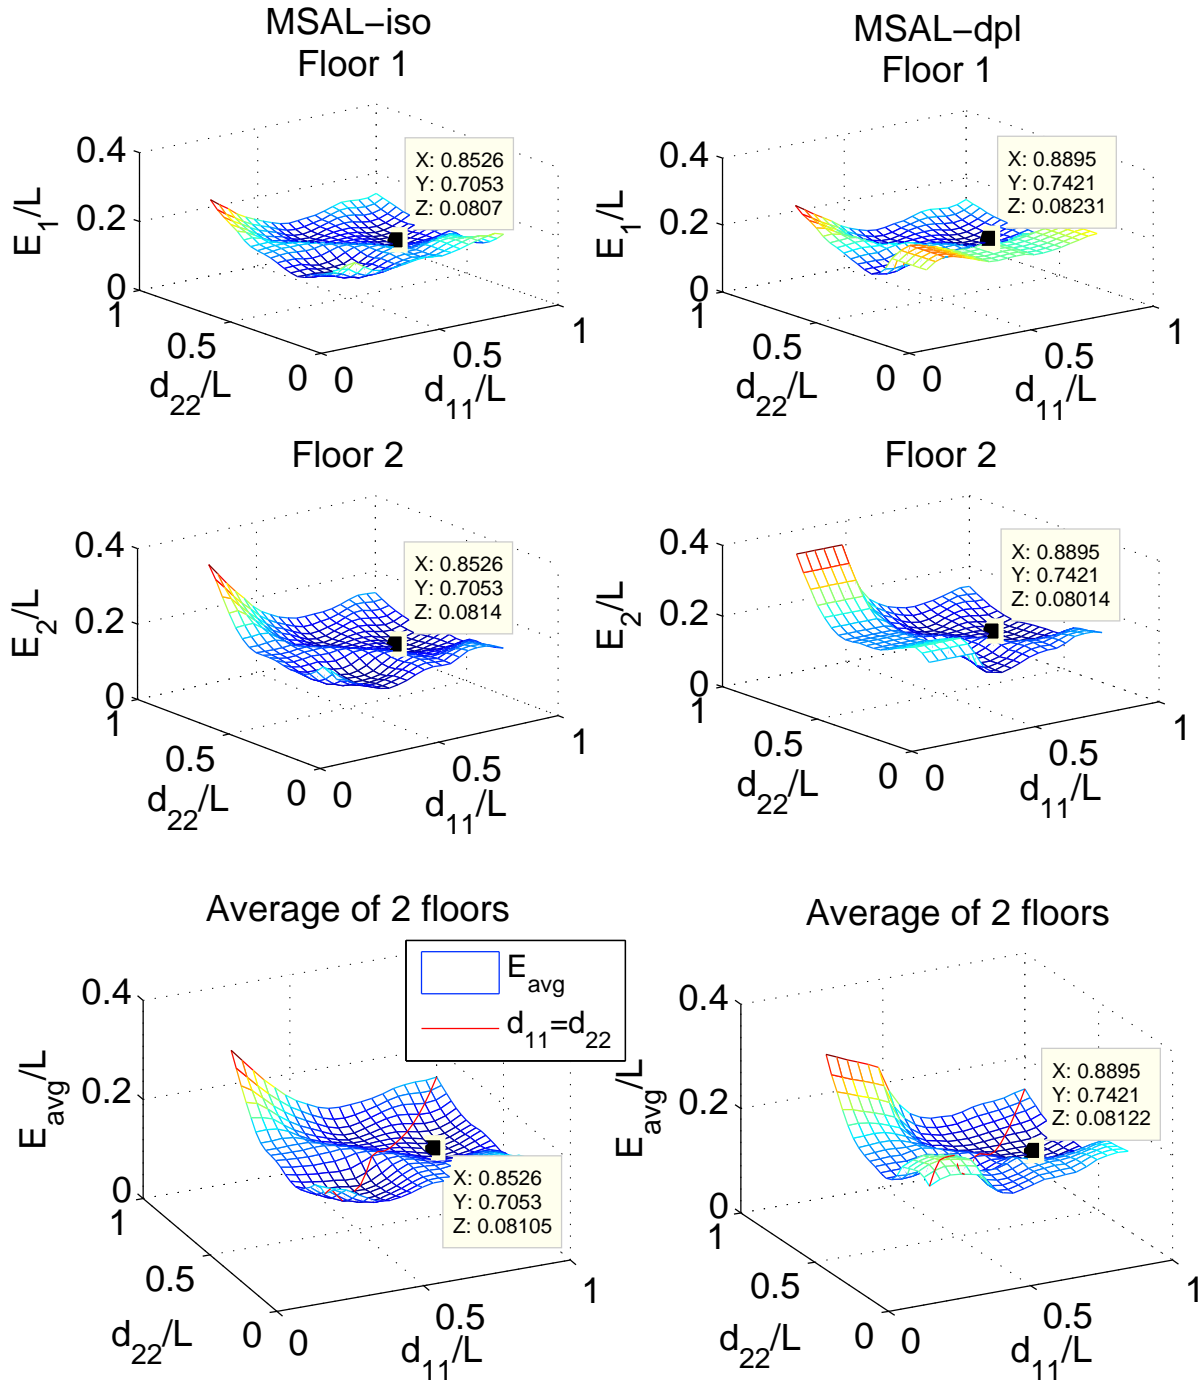 MSAL−iso
Floor 1
0.4
0.2
0
E1/L
1
0.5
0
d22/L
0
0.5
1
d11/L
X: 0.8526
Y: 0.7053
Z: 0.0807
MSAL−dpl
Floor 1
0.4
0.2
0
E1/L
1
0.5
0
d22/L
0
0.5
1
d11/L
X: 0.8895
Y: 0.7421
Z: 0.08231
Floor 2
0.4
0.2
0
E2/L
1
0.5
0
d22/L
0
0.5
1
d11/L
X: 0.8526
Y: 0.7053
Z: 0.0814
Floor 2
0.4
0.2
0
E2/L
1
0.5
0
d22/L
0
0.5
1
d11/L
X: 0.8895
Y: 0.7421
Z: 0.08014
Average of 2 floors
Eavg
d11=d22
0.4
0.2
0
Eavg/L
1
0.5
0
d22/L
0
0.5
1
d11/L
X: 0.8526
Y: 0.7053
Z: 0.08105
Average of 2 floors
0.4
0.2
0
Eavg/L
1
0.5
0
d22/L
0
0.5
1
d11/L
X: 0.8895
Y: 0.7421
Z: 0.08122